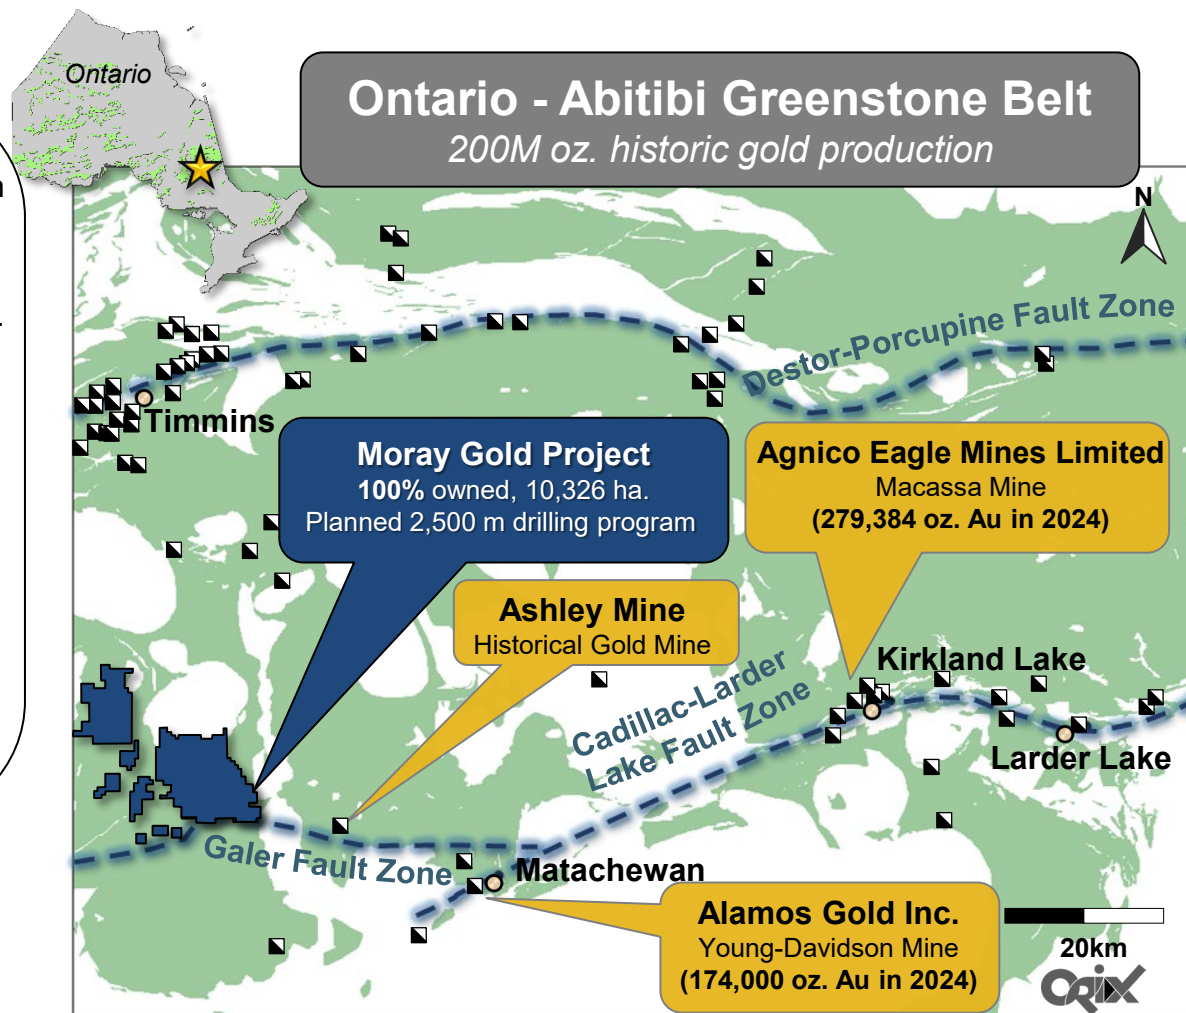 Ontario
Ontario - Abitibi Greenstone Belt
200M oz. historic gold production
N
Destor-Porcupine Fault Zone
Timmins
Moray Gold Project
100% owned, 10,326 ha.
Planned 2,500 m drilling program
Agnico Eagle Mines Limited
Macassa Mine
(279,384 oz. Au in 2024)
Ashley Mine
Historical Gold Mine
Cadillac-Larder
Lake Fault Zone
Kirkland Lake
Larder Lake
Galer Fault Zone
Matachewan
Alamos Gold Inc.
Young-Davidson Mine
(174,000 oz. Au in 2024)
20km
ORIX